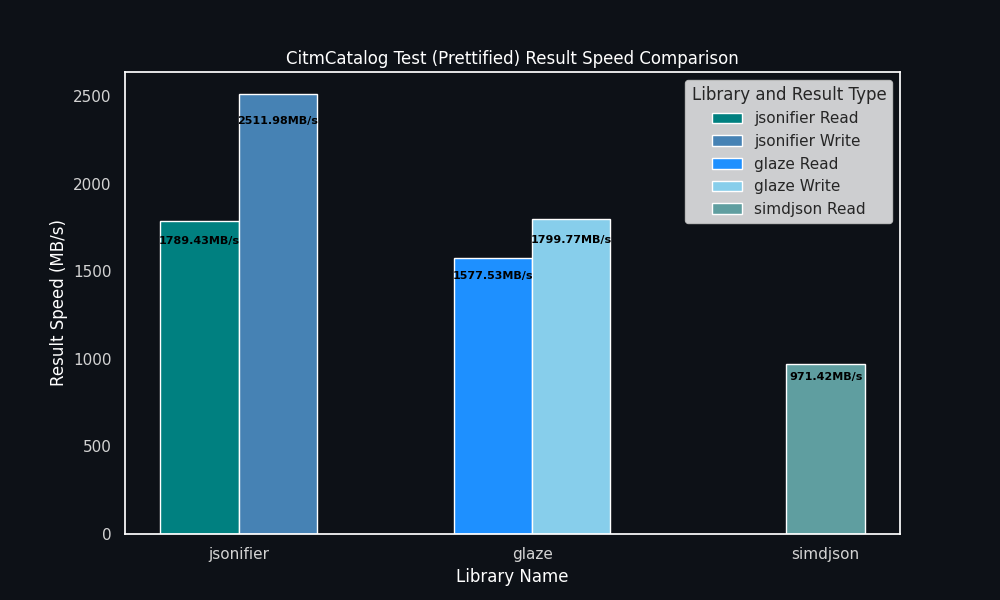 CitmCatalog Test (Prettified) Result Speed Comparison
Result Speed (MB/s)
2500
2000
1500
1000
500
0
2511.98MB/s
1789.43MB/s
1799.77MB/s
1577.53MB/s
971.42MB/s
Library and Result Type
jsonifier Read
jsonifier Write
glaze Read
glaze Write
simdjson Read
jsonifier
glaze
simdjson
Library Name